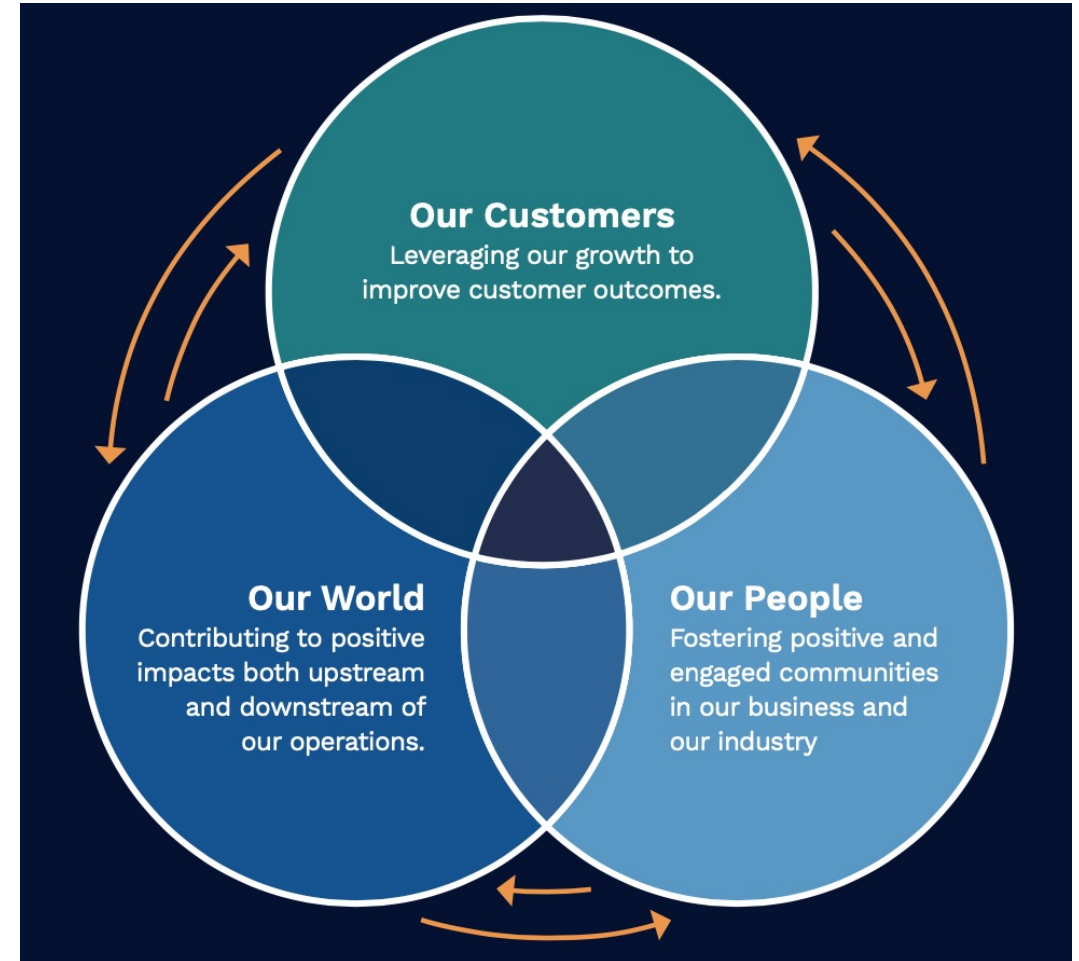 Our Customers
Leveraging our growth to
improve customer outcomes.
Our World
Contributing to positive
impacts both upstream
and downstream of
our operations.
Our People
Fostering positive and
engaged communities
in our business and
our industry